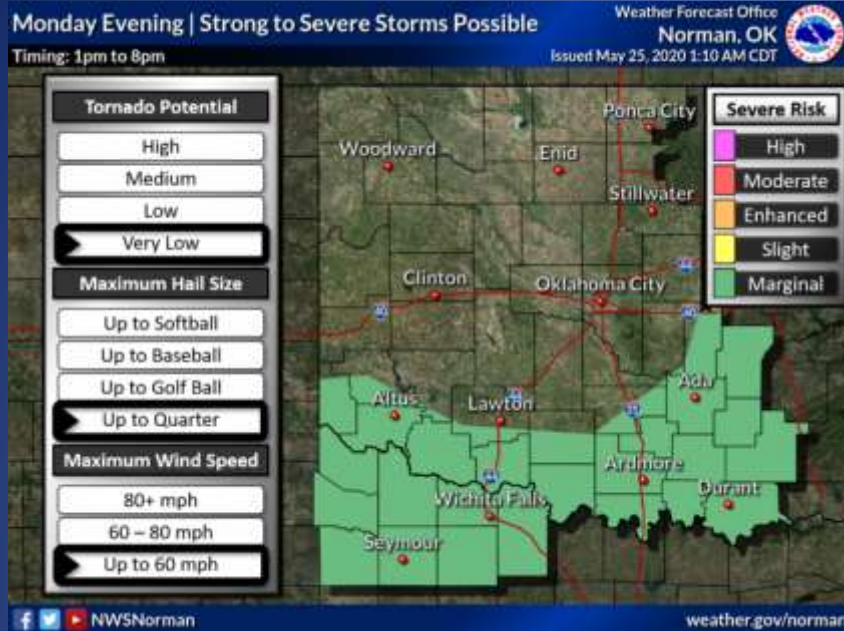 Monday Evening | Strong to Severe Storms Possible
Timing: 1pm to 8pm
Weather Forecast Office
Norman, OK
Issued May 25, 2020 1:10 AM CDT
Tornado Potential
High
Medium
Low
Very Low
Maximum Hail Size
Up to Softball
Up to Baseball
Up to Golf Ball
Up to Quarter
Maximum Wind Speed
80+ mph
60 – 80 mph
Up to 60 mph
Severe Risk
High
Moderate
Enhanced
Slight
Marginal
Ponca City
Woodward
Enid
Stillwater
Clinton
Oklahoma City
40
40
Altus
Lawton
Ada
35
44
Ardmore
Wichita Falls
Durant
Seymour
NWSNorman
weather.gov/norman